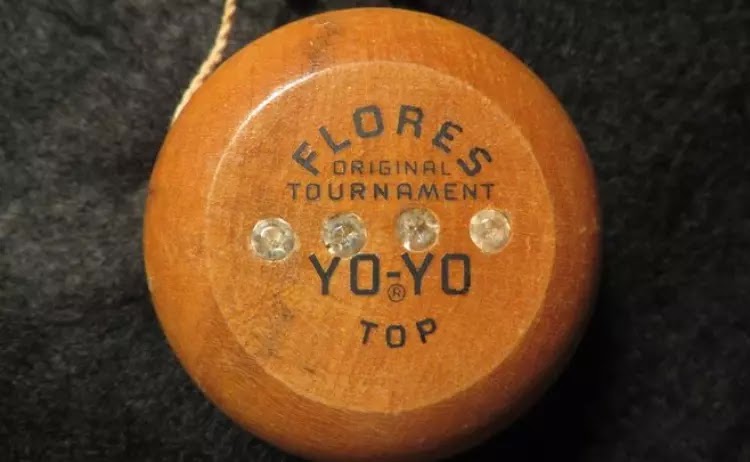 FLORES
ORIGINAL
TOURNAMENT
YO-YO
®
TOP